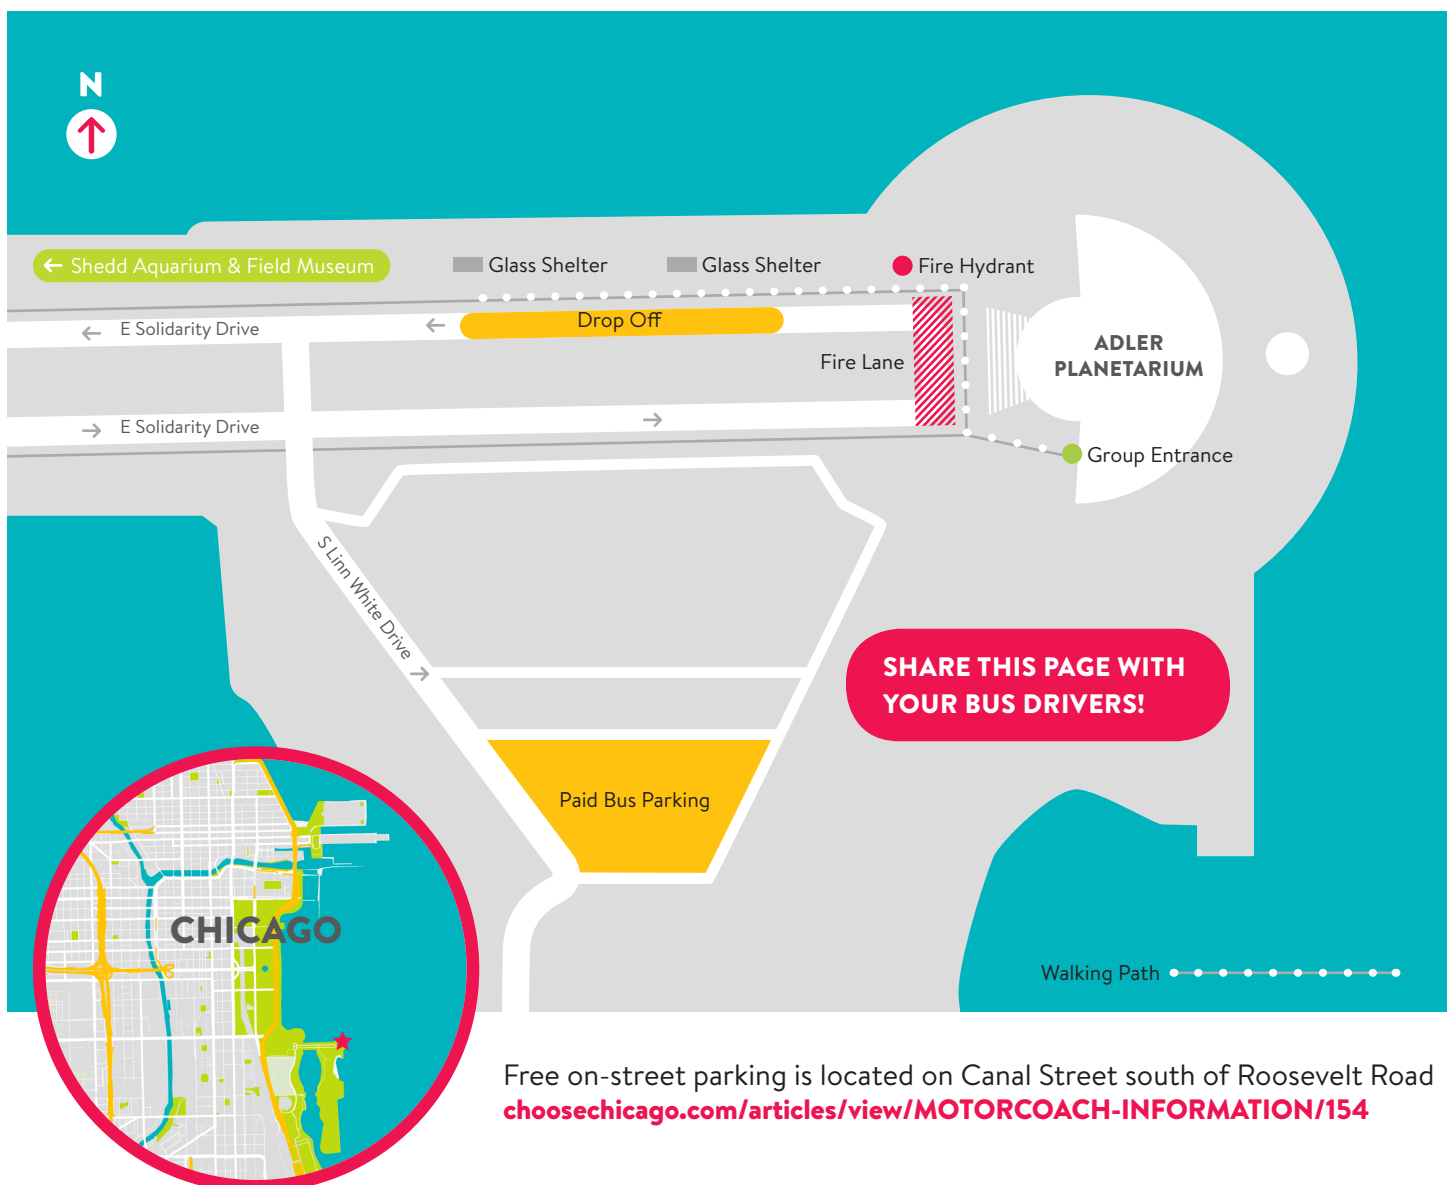 N
← Shedd Aquarium & Field Museum
Glass Shelter
Glass Shelter
Fire Hydrant
E Solidarity Drive
Drop Off
Fire Lane
ADLER
PLANETARIUM
E Solidarity Drive
Group Entrance
S Linn White Drive
SHARE THIS PAGE WITH
YOUR BUS DRIVERS!
Paid Bus Parking
CHICAGO
Walking Path
Free on-street parking is located on Canal Street south of Roosevelt Road
choosechicago.com/articles/view/MOTORCOACH-INFORMATION/154